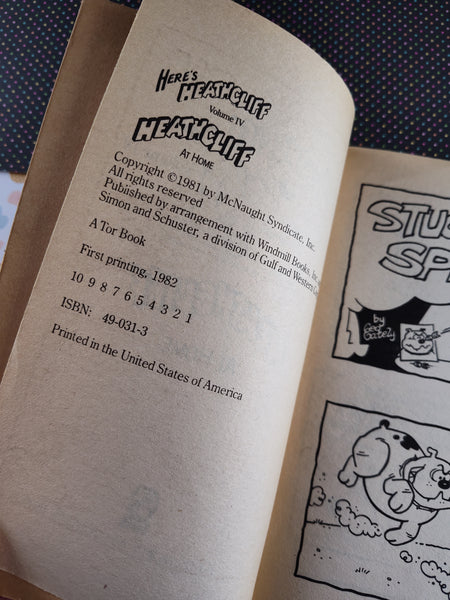 HERE'S
HEATHCLIFF
Volume IV
HEATHCLIFF
AT HOME
Copyright ©1981 by McNaught Syndicate, Inc.
All rights reserved
Published by arrangement with Windmill Books, Inc.
Simon and Schuster, a division of Gulf and Western
A Tor Book
First printing, 1982
10 9 8 7 6 5 4 3 2 1
ISBN: 49-031-3
Printed in the United States of America
by
Geo
Gately